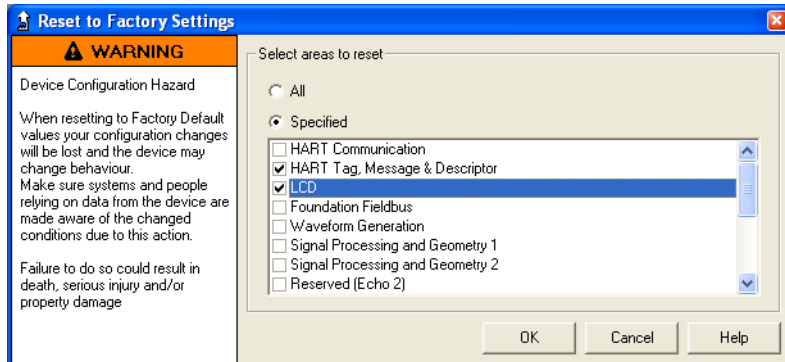 Reset to Factory Settings
WARNING
Device Configuration Hazard
When resetting to Factory Default
values your configuration changes
will be lost and the device may
change behaviour.
Make sure systems and people
relying on data from the device are
made aware of the changed
conditions due to this action.
Failure to do so could result in
death, serious injury and/or
property damage
Select areas to reset
All
Specified
HART Communication
HART Tag, Message & Descriptor
LCD
Foundation Fieldbus
Waveform Generation
Signal Processing and Geometry 1
Signal Processing and Geometry 2
Reserved (Echo 2)
OK Cancel Help